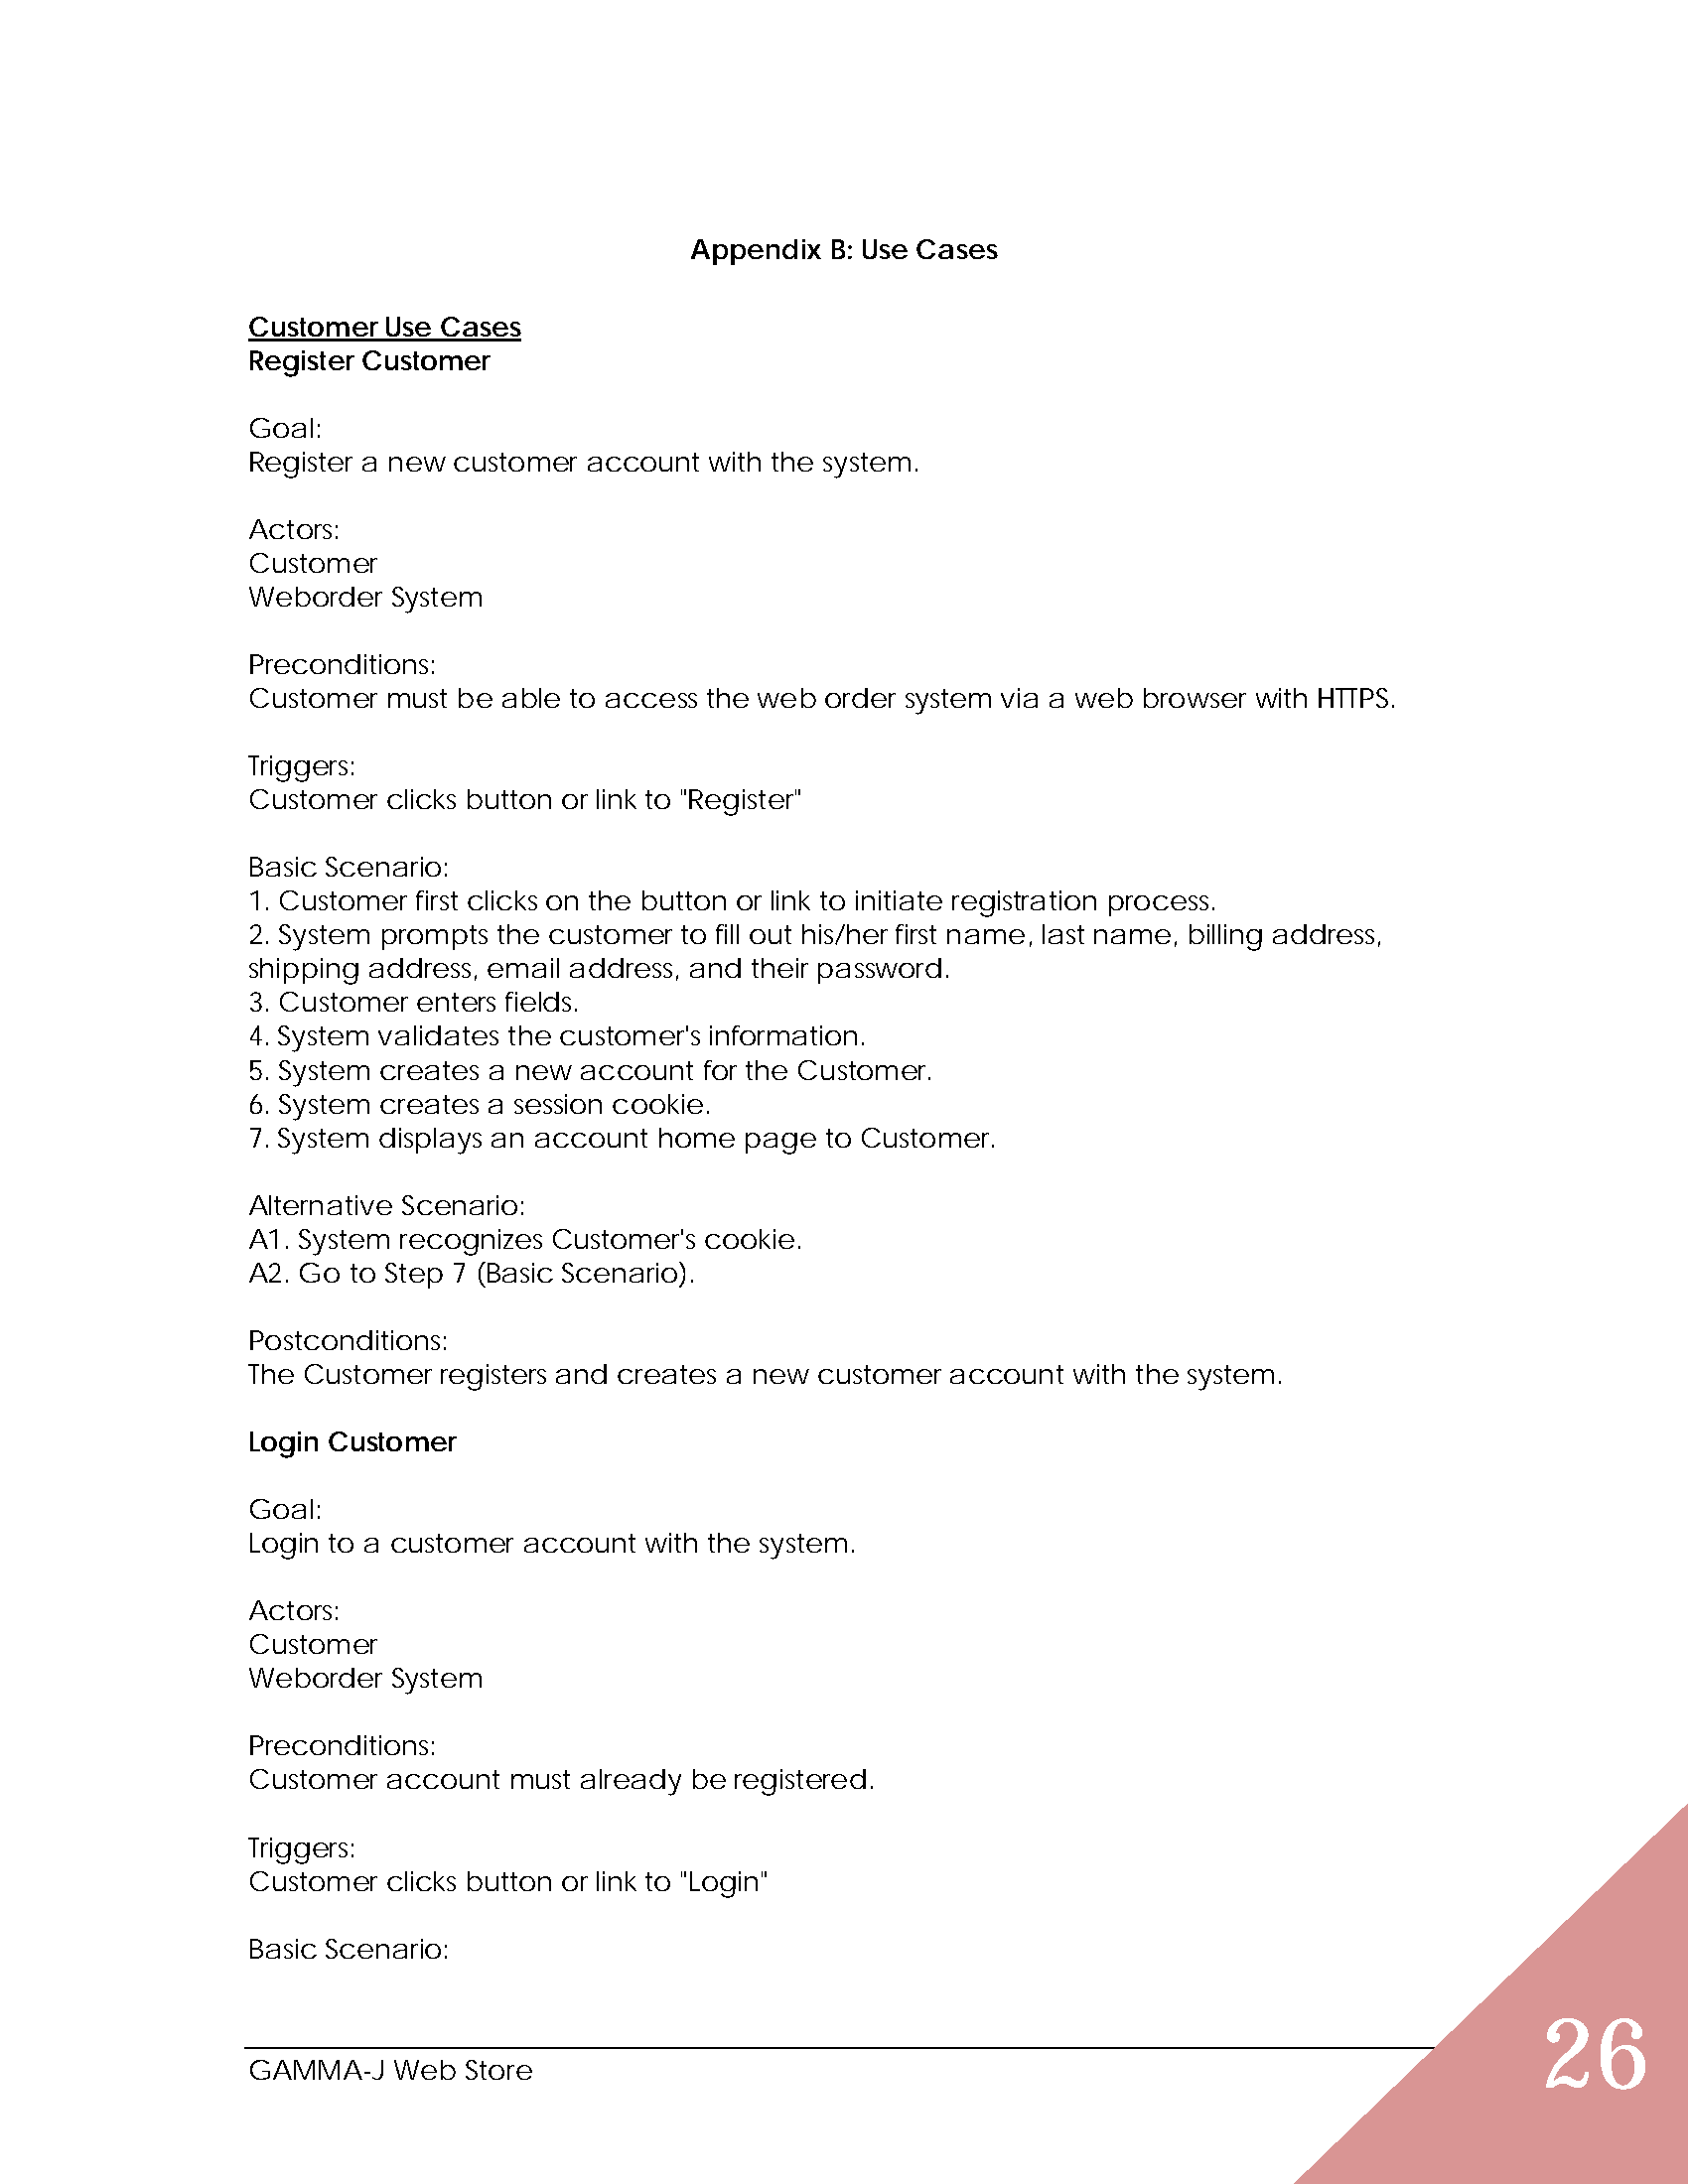 Appendix B: Use Cases
Customer Use Cases
Register Customer
Goal:
Register a new customer account with the system.
Actors:
Customer
Weborder System
Preconditions:
Customer must be able to access the web order system via a web browser with HTTPS.
Triggers:
Customer clicks button or link to "Register"
Basic Scenario:
1. Customer first clicks on the button or link to initiate registration process.
2. System prompts the customer to fill out his/her first name, last name, billing address,
shipping address, email address, and their password.
3. Customer enters fields.
4. System validates the customer's information.
5. System creates a new account for the Customer.
6. System creates a session cookie.
7. System displays an account home page to Customer.
Alternative Scenario:
A1. System recognizes Customer's cookie.
A2. Go to Step 7 (Basic Scenario).
Postconditions:
The Customer registers and creates a new customer account with the system.
Login Customer
Goal:
Login to a customer account with the system.
Actors:
Customer
Weborder System
Preconditions:
Customer account must already be registered.
Triggers:
Customer clicks button or link to "Login"
Basic Scenario:
GAMMA-J Web Store
26